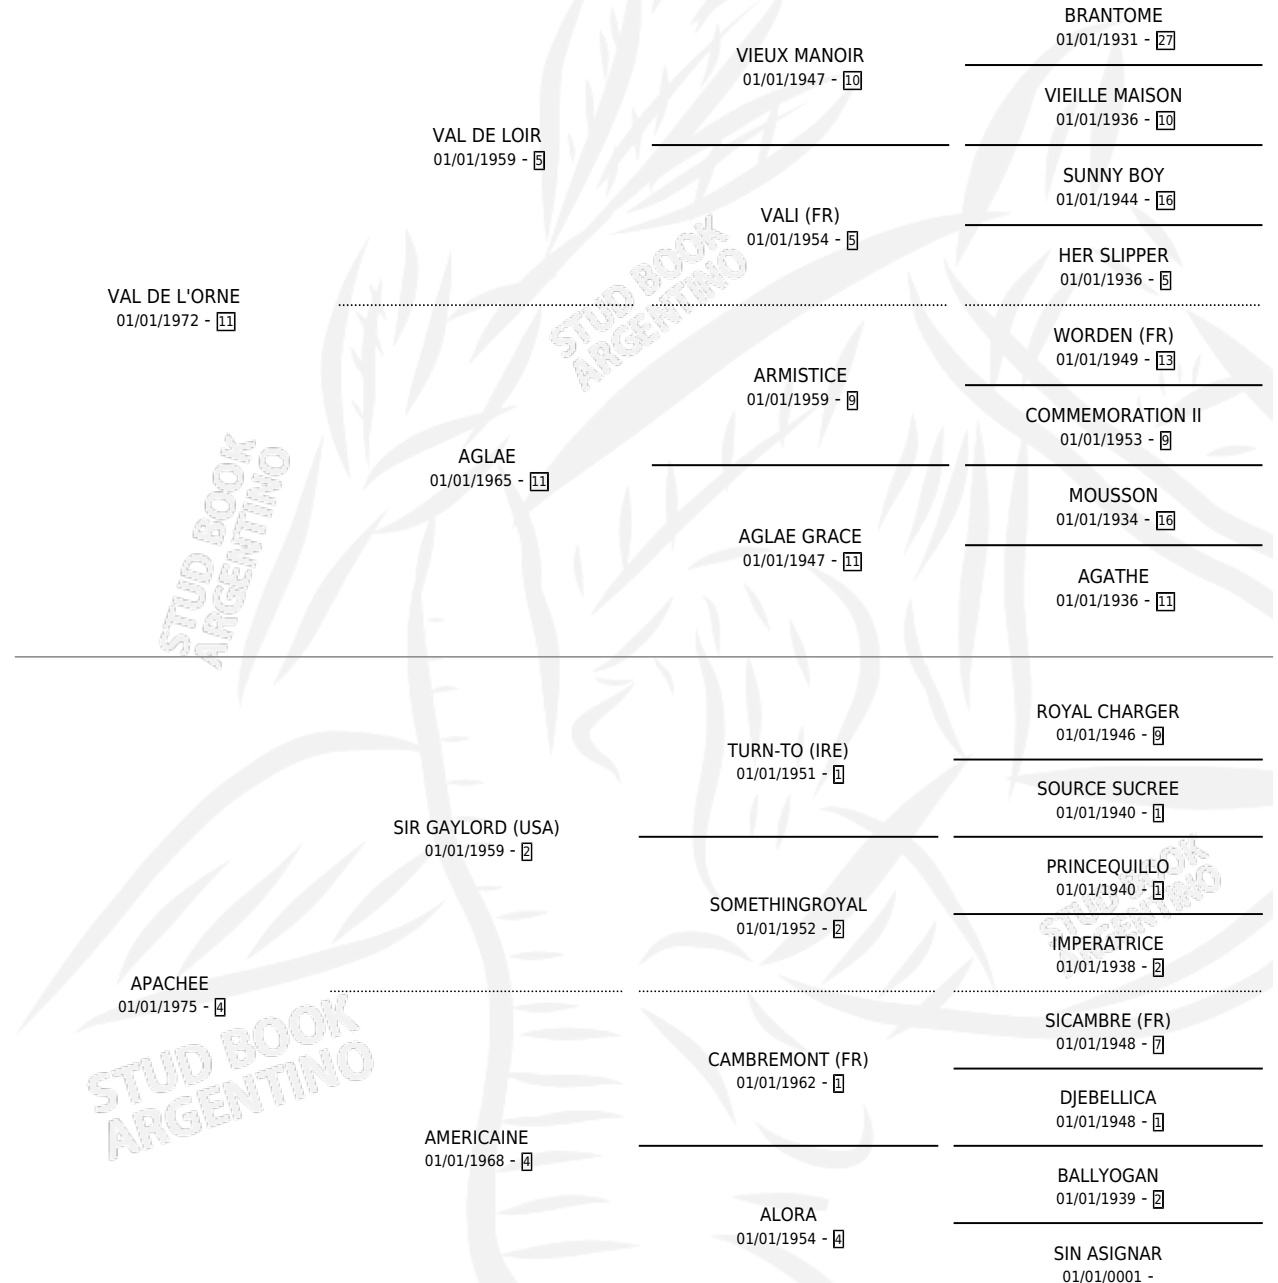 BRANTOME
01/01/1931 - 27
VIEUX MANOIR
01/01/1947 - 10
VIEILLE MAISON
01/01/1936 - 10
VAL DE LOIR
01/01/1959 - 5
SUNNY BOY
01/01/1944 - 16
VALI (FR)
01/01/1954 - 5
HER SLIPPER
01/01/1936 - 5
VAL DE L'ORNE
01/01/1972 - 11
WORDEN (FR)
01/01/1949 - 13
ARMISTICE
01/01/1959 - 9
COMMEMORATION II
01/01/1953 - 9
AGLAE
01/01/1965 - 11
MOUSSON
01/01/1934 - 16
AGLAE GRACE
01/01/1947 - 11
AGATHE
01/01/1936 - 11
ROYAL CHARGER
01/01/1946 - 9
TURN-TO (IRE)
01/01/1951 - 1
SOURCE SUCREE
01/01/1940 - 1
SIR GAYLORD (USA)
01/01/1959 - 2
PRINCEQUILLO
01/01/1940 - 1
SOMETHINGROYAL
01/01/1952 - 2
IMPERATRICE
01/01/1938 - 2
APACHEE
01/01/1975 - 4
SICAMBRE (FR)
01/01/1948 - 7
CAMBREMONT (FR)
01/01/1962 - 1
DJEBELLICA
01/01/1948 - 1
AMERICAINE
01/01/1968 - 4
BALLYOGAN
01/01/1939 - 2
ALORA
01/01/1954 - 4
SIN ASIGNAR
01/01/0001 -
STUD BOOK
ARGENTINO
STUD BOOK
ARGENTINO
STUD BOOK
ARGENTINO
STUD BOOK
ARGENTINO